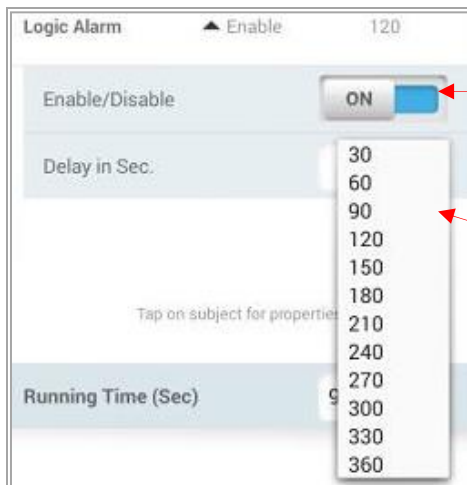 Logic Alarm ▲ Enable 120
Enable/Disable ON
Delay in Sec.
30
60
90
120
150
180
210
240
270
300
330
360
Tap on subject for
Running Time (Sec) 9